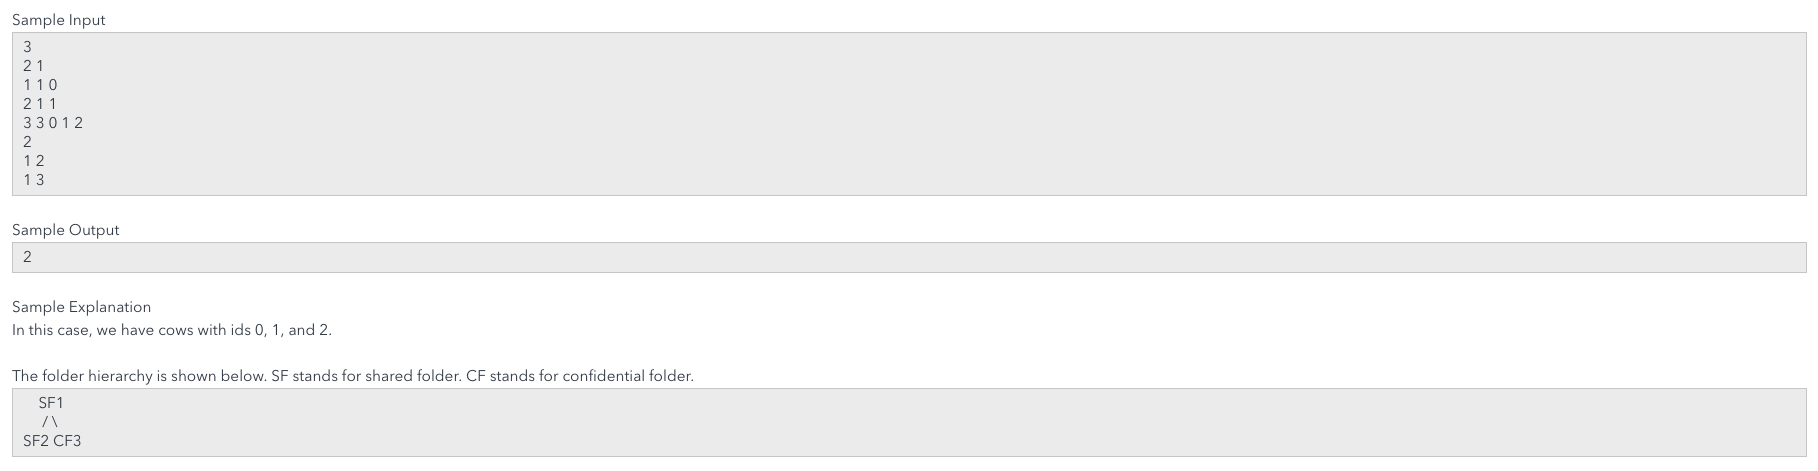 Sample Input
3
2 1
1 1 0
2 1 1
3 3 0 1 2
2
1 2
1 3
Sample Output
2
Sample Explanation
In this case, we have cows with ids 0, 1, and 2.
The folder hierarchy is shown below. SF stands for shared folder. CF stands for confidential folder.
SF1
/ \
SF2 CF3